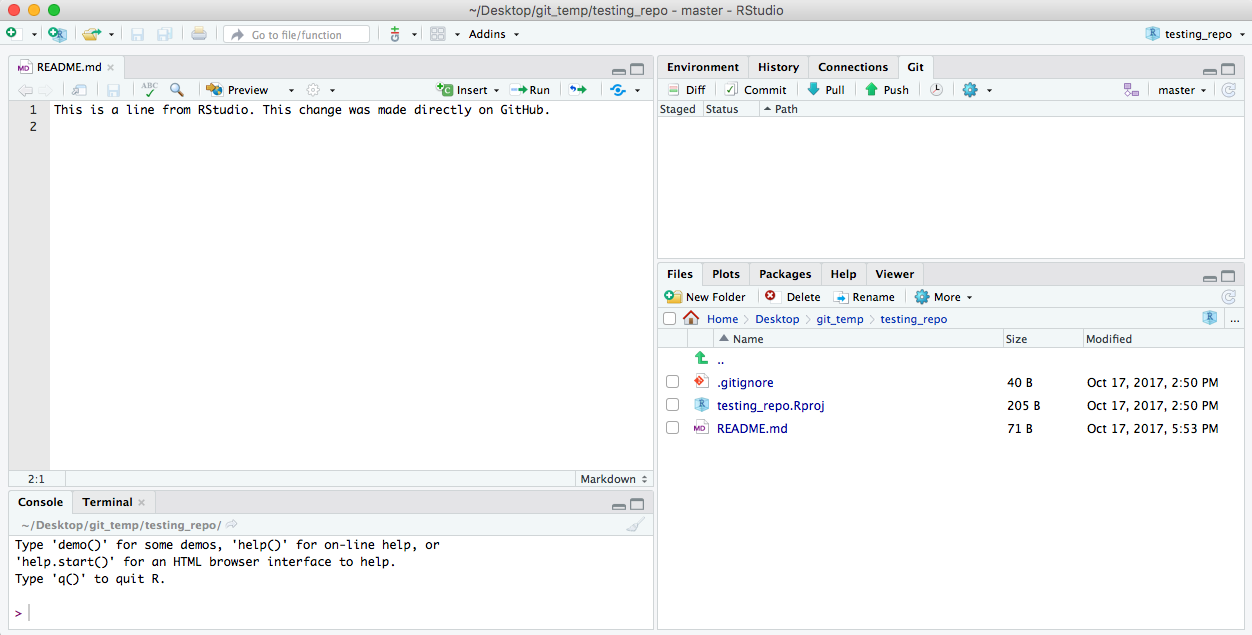 ~/Desktop/git_temp/testing_repo - master - RStudio
Go to file/function
Addins
testing_repo
README.md
ABC
Preview
Insert
Run
1 This is a line from RStudio. This change was made directly on GitHub.
2
2:1
Markdown
Console Terminal
~/Desktop/git_temp/testing_repo/
Type 'demo()' for some demos, 'help()' for on-line help, or
'help.start()' for an HTML browser interface to help.
Type 'q()' to quit R.
>
Environment History Connections Git
Diff Commit Pull Push master
Staged Status Path
Files Plots Packages Help Viewer
New Folder Delete Rename More
Home Desktop git_temp testing_repo ...
Name Size Modified
..
.gitignore 40 B Oct 17, 2017, 2:50 PM
testing_repo.Rproj 205 B Oct 17, 2017, 2:50 PM
MD README.md 71 B Oct 17, 2017, 5:53 PM